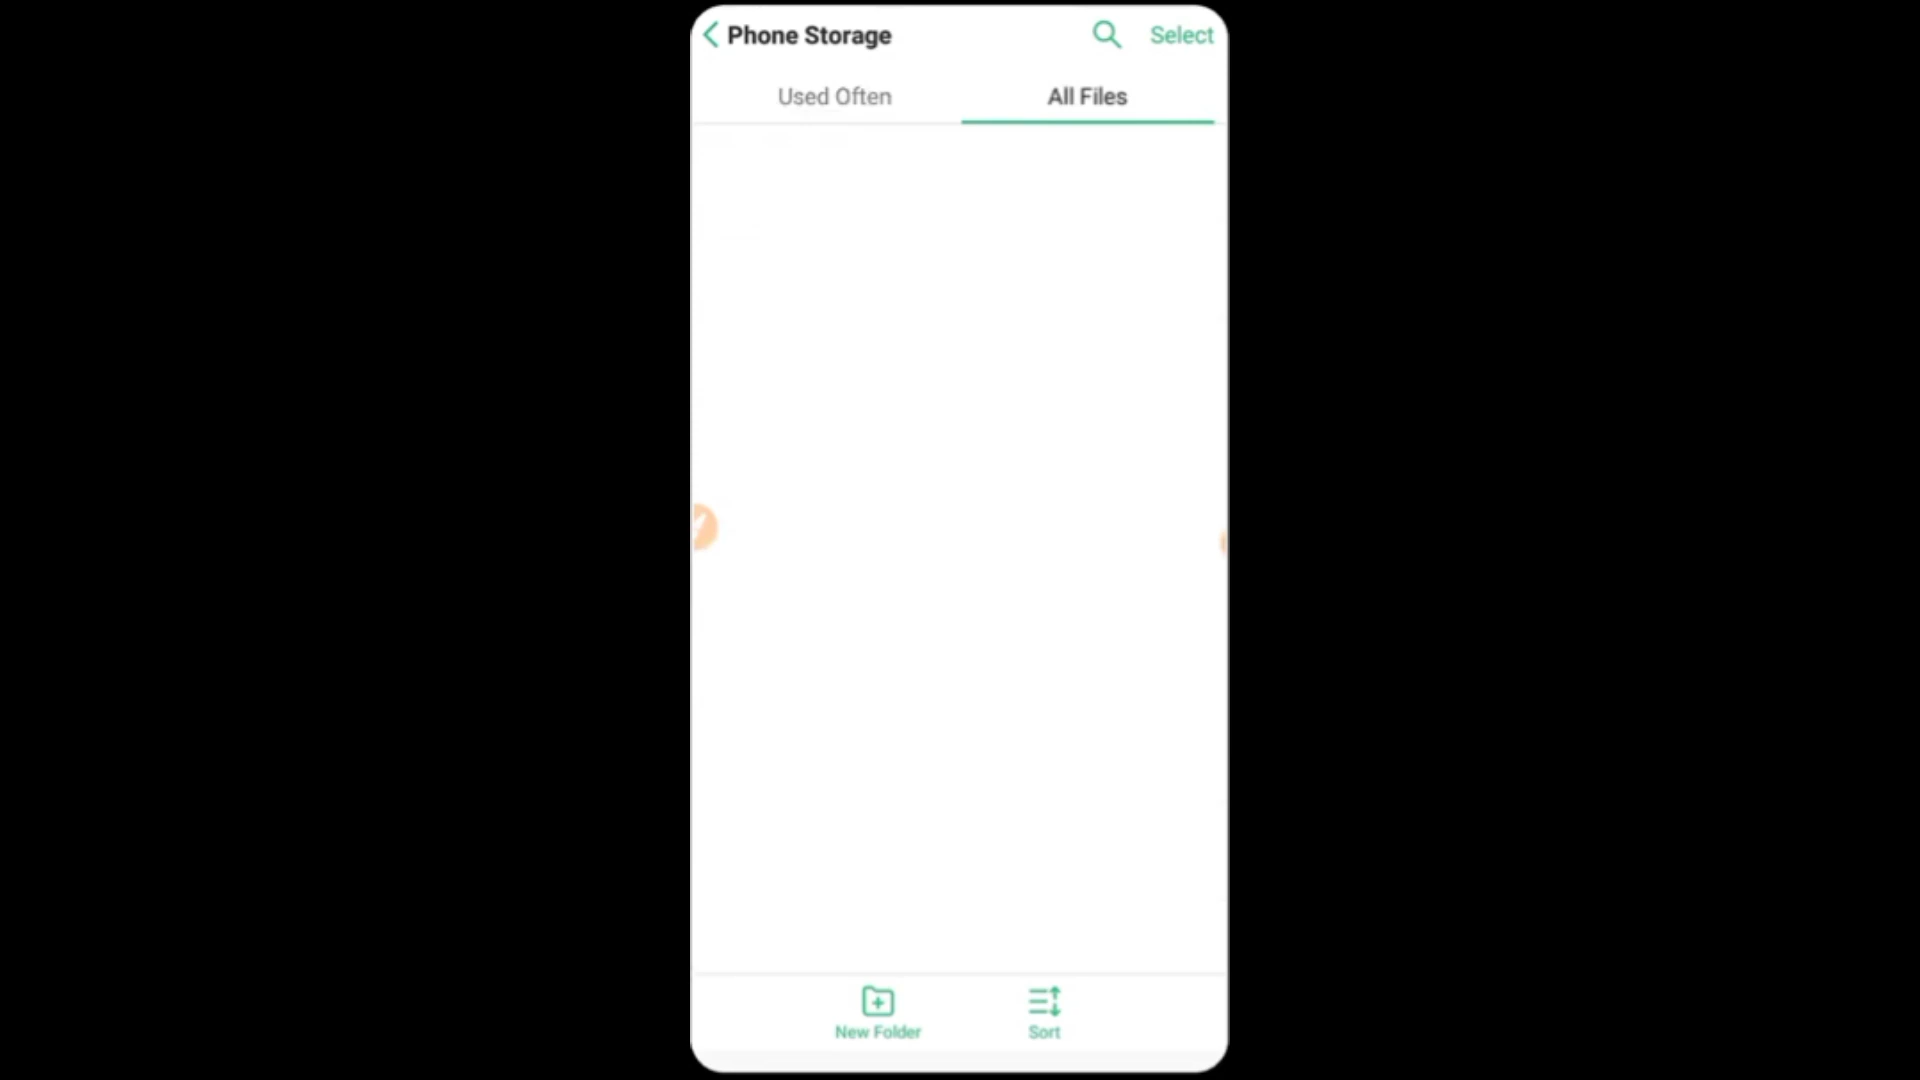 Phone Storage
Select
Used Often
All Files
New Folder
Sort